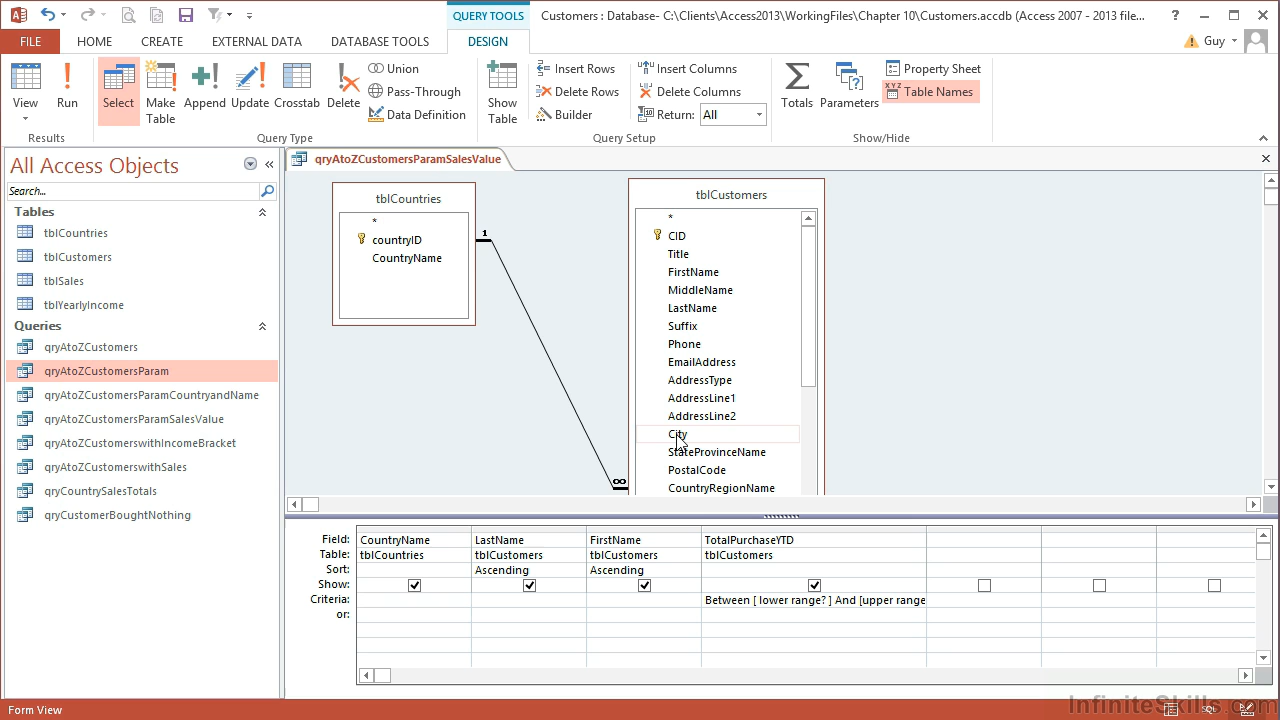 QUERY TOOLS
Customers : Database- C:\Clients\Access2013\WorkingFiles\Chapter 10\Customers.accdb (Access 2007 - 2013 file...
?
FILE
HOME
CREATE
EXTERNAL DATA
DATABASE TOOLS
DESIGN
Guy
View
Run
Results
Select
Make Table
Append
Update
Crosstab
Delete
Union
Pass-Through
Data Definition
Query Type
Show Table
Insert Rows
Delete Rows
Builder
Insert Columns
Delete Columns
Return: All
Query Setup
Totals
Parameters
Property Sheet
XYZ Table Names
Show/Hide
All Access Objects
Search...
Tables
tblCountries
tblCustomers
tblSales
tblYearlyIncome
Queries
qryAtoZCustomers
qryAtoZCustomersParam
qryAtoZCustomersParamCountryandName
qryAtoZCustomersParamSalesValue
qryAtoZCustomerswithIncomeBracket
qryAtoZCustomerswithSales
qryCountrySalesTotals
qryCustomerBoughtNothing
qryAtoZCustomersParamSalesValue
tblCountries
*
countryID
CountryName
1
∞
tblCustomers
*
CID
Title
FirstName
MiddleName
LastName
Suffix
Phone
EmailAddress
AddressType
AddressLine1
AddressLine2
City
StateProvinceName
PostalCode
CountryRegionName
Field: CountryName LastName FirstName TotalPurchaseYTD
Table: tblCountries tblCustomers tblCustomers tblCustomers
Sort: Ascending Ascending
Show:
Criteria: Between [ lower range? ] And [upper range
or:
Form View
SQL
InfiniteSkills.com